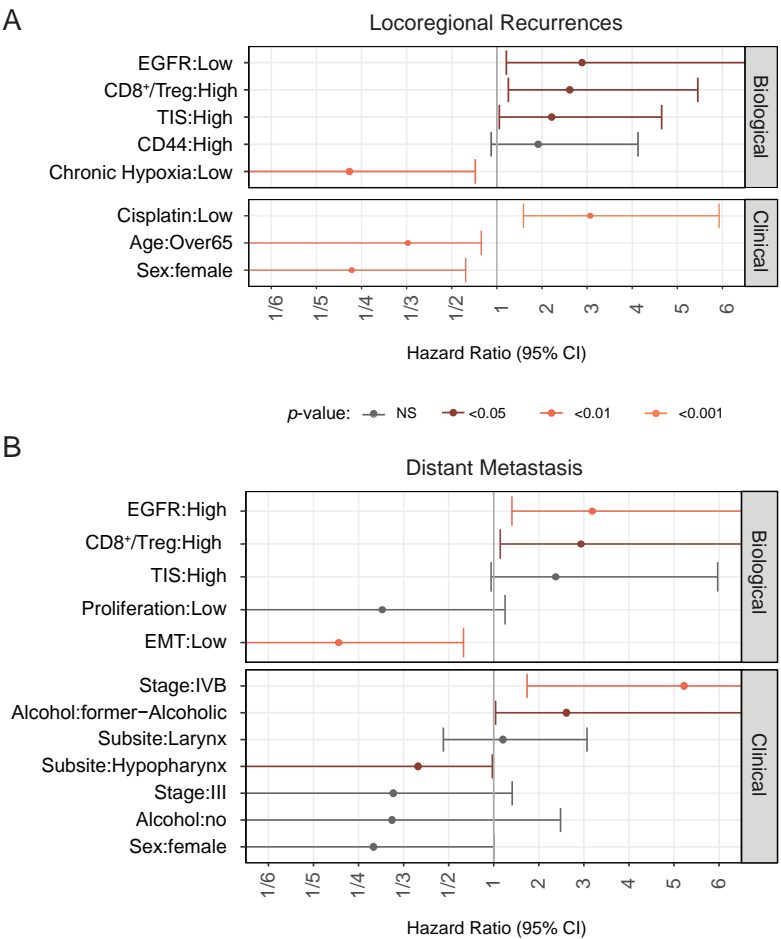 A
Locoregional Recurrences
EGFR:Low
CD8+/Treg:High
TIS:High
CD44:High
Chronic Hypoxia:Low
Biological
Cisplatin:Low
Age:Over65
Sex:female
Clinical
1/6 1/5 1/4 1/3 1/2 1 2 3 4 5 6
Hazard Ratio (95% CI)
p-value: NS <0.05 <0.01 <0.001
B
Distant Metastasis
EGFR:High
CD8+/Treg:High
TIS:High
Proliferation:Low
EMT:Low
Biological
Stage:IVB
Alcohol:former−Alcoholic
Subsite:Larynx
Subsite:Hypopharynx
Stage:III
Alcohol:no
Sex:female
Clinical
1/6 1/5 1/4 1/3 1/2 1 2 3 4 5 6
Hazard Ratio (95% CI)